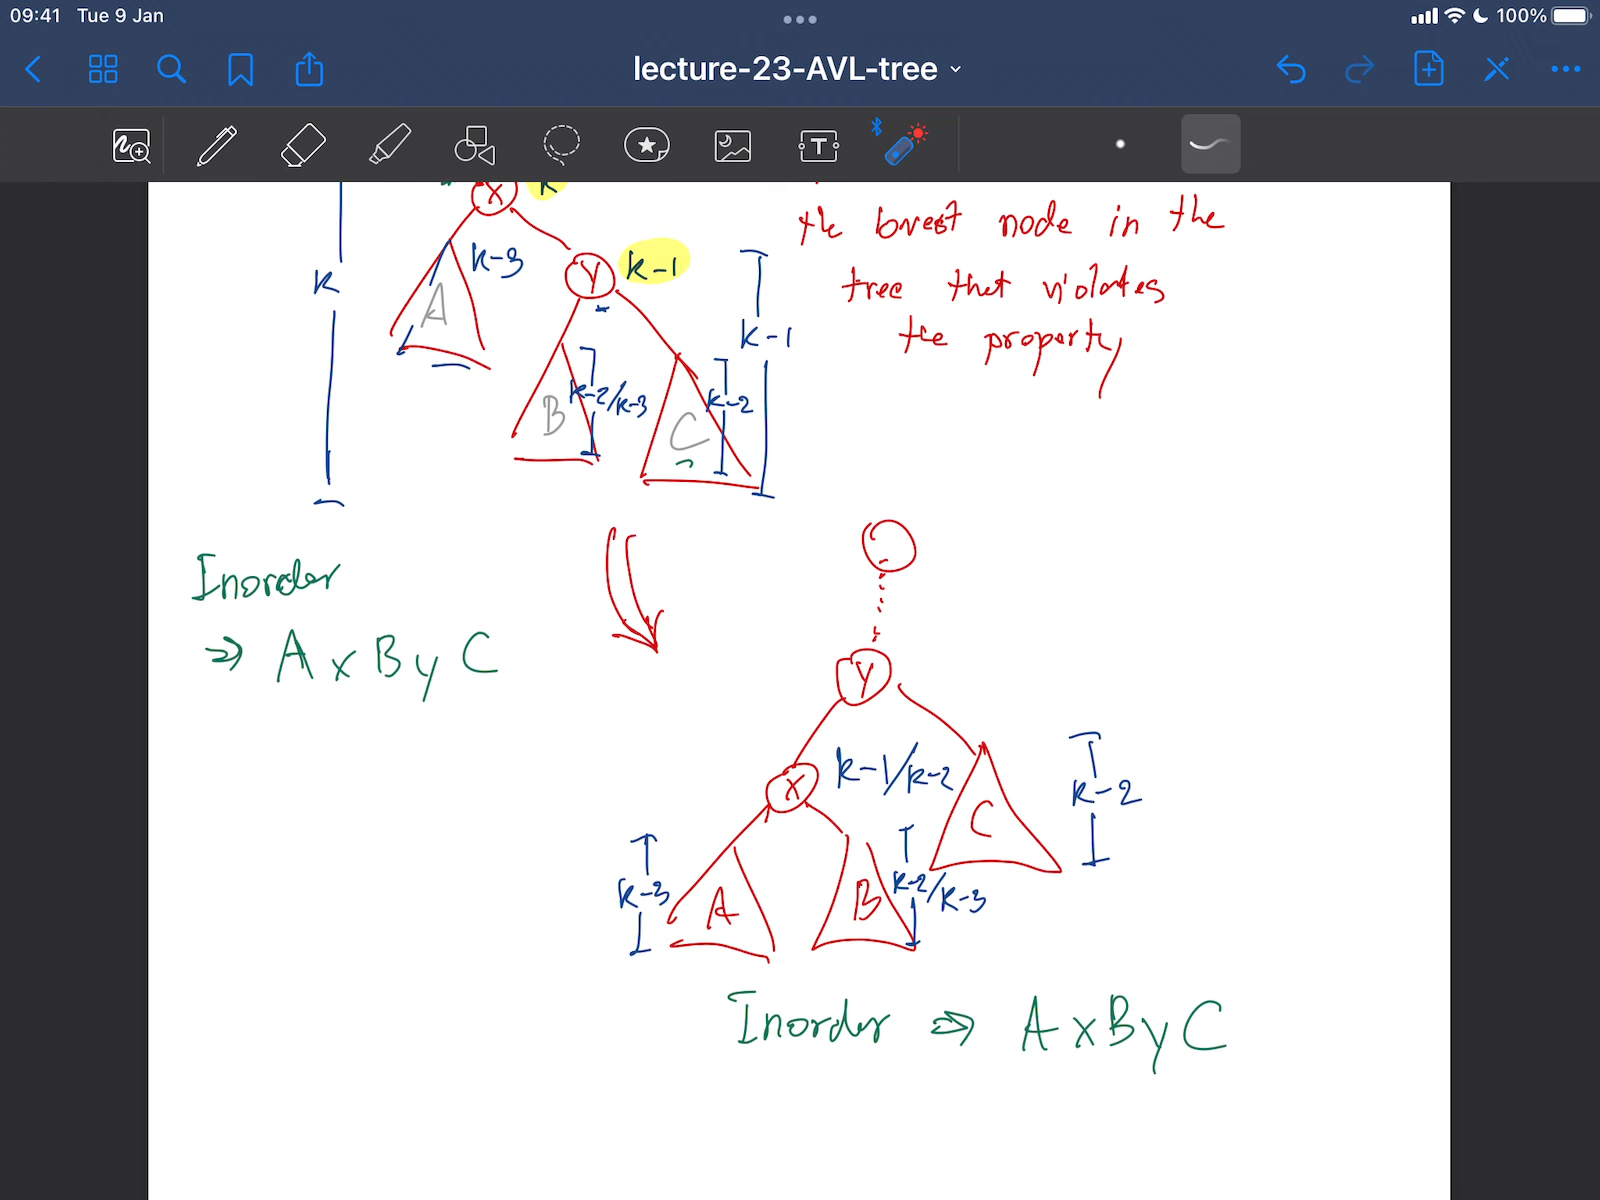 09:41 Tue 9 Jan
100%
lecture-23-AVL-tree
T
x k
the lowest node in the
tree that violates
the property
k-3
y k-1
k
A
k-1
k-2/k-3
k-2
B
C
Inorder
⇒ A x B y C
y
k-1/k-2
x
C
k-2
k-3
A
B
k-2/k-3
Inorder ⇒ A x B y C